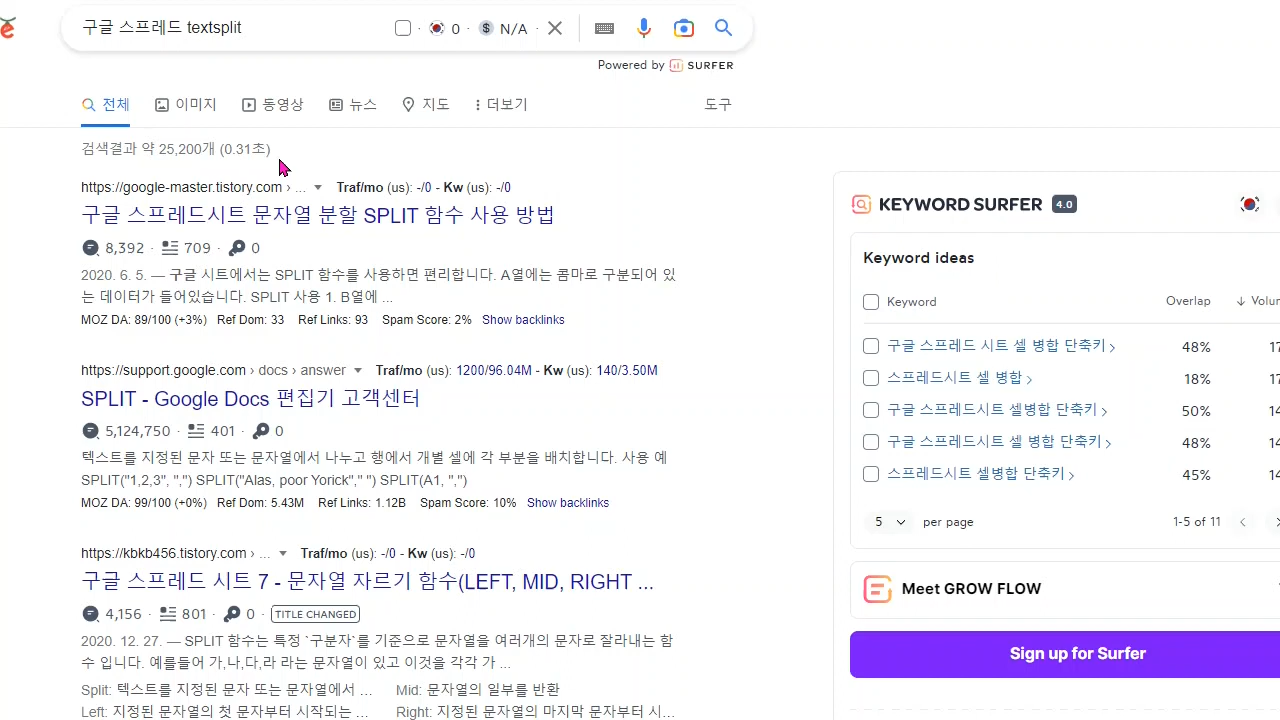 구글 스프레드 textsplit
0 · N/A ·
Powered by SURFER
전체 이미지 동영상 뉴스 지도 더보기 도구
검색결과 약 25,200개 (0.31초)
https://google-master.tistory.com › ... Traf/mo (us): -/0 - Kw (us): -/0
구글 스프레드시트 문자열 분할 SPLIT 함수 사용 방법
8,392 · 709 · 0
2020. 6. 5. — 구글 시트에서는 SPLIT 함수를 사용하면 편리합니다. A열에는 콤마로 구분되어 있
는 데이터가 들어있습니다. SPLIT 사용 1. B열에 ...
MOZ DA: 89/100 (+3%) Ref Dom: 33 Ref Links: 93 Spam Score: 2% Show backlinks
https://support.google.com › docs › answer Traf/mo (us): 1200/96.04M - Kw (us): 140/3.50M
SPLIT - Google Docs 편집기 고객센터
5,124,750 · 401 · 0
텍스트를 지정된 문자 또는 문자열에서 나누고 행에서 개별 셀에 각 부분을 배치합니다. 사용 예
SPLIT("1,2,3", ",") SPLIT("Alas, poor Yorick"," ") SPLIT(A1, ",")
MOZ DA: 99/100 (+0%) Ref Dom: 5.43M Ref Links: 1.12B Spam Score: 10% Show backlinks
https://kbkb456.tistory.com › ... Traf/mo (us): -/0 - Kw (us): -/0
구글 스프레드 시트 7 - 문자열 자르기 함수(LEFT, MID, RIGHT ...
4,156 · 801 · 0 · TITLE CHANGED
2020. 12. 27. — SPLIT 함수는 특정 `구분자`를 기준으로 문자열을 여러개의 문자로 잘라내는 함
수 입니다. 예를들어 가,나,다,라 라는 문자열이 있고 이것을 각각 가 ...
Split: 텍스트를 지정된 문자 또는 문자열에서 ... Mid: 문자열의 일부를 반환
Left: 지정된 문자열의 첫 문자부터 시작되는 ... Right: 지정된 문자열의 마지막 문자부터 시...
KEYWORD SURFER 4.0
Keyword ideas
Keyword Overlap
구글 스프레드 시트 셀 병합 단축키 48% 17
스프레드시트 셀 병합 18% 17
구글 스프레드시트 셀병합 단축키 50% 14
구글 스프레드시트 셀 병합 단축키 48% 14
스프레드시트 셀병합 단축키 45% 14
5 per page 1-5 of 11
Meet GROW FLOW
Sign up for Surfer